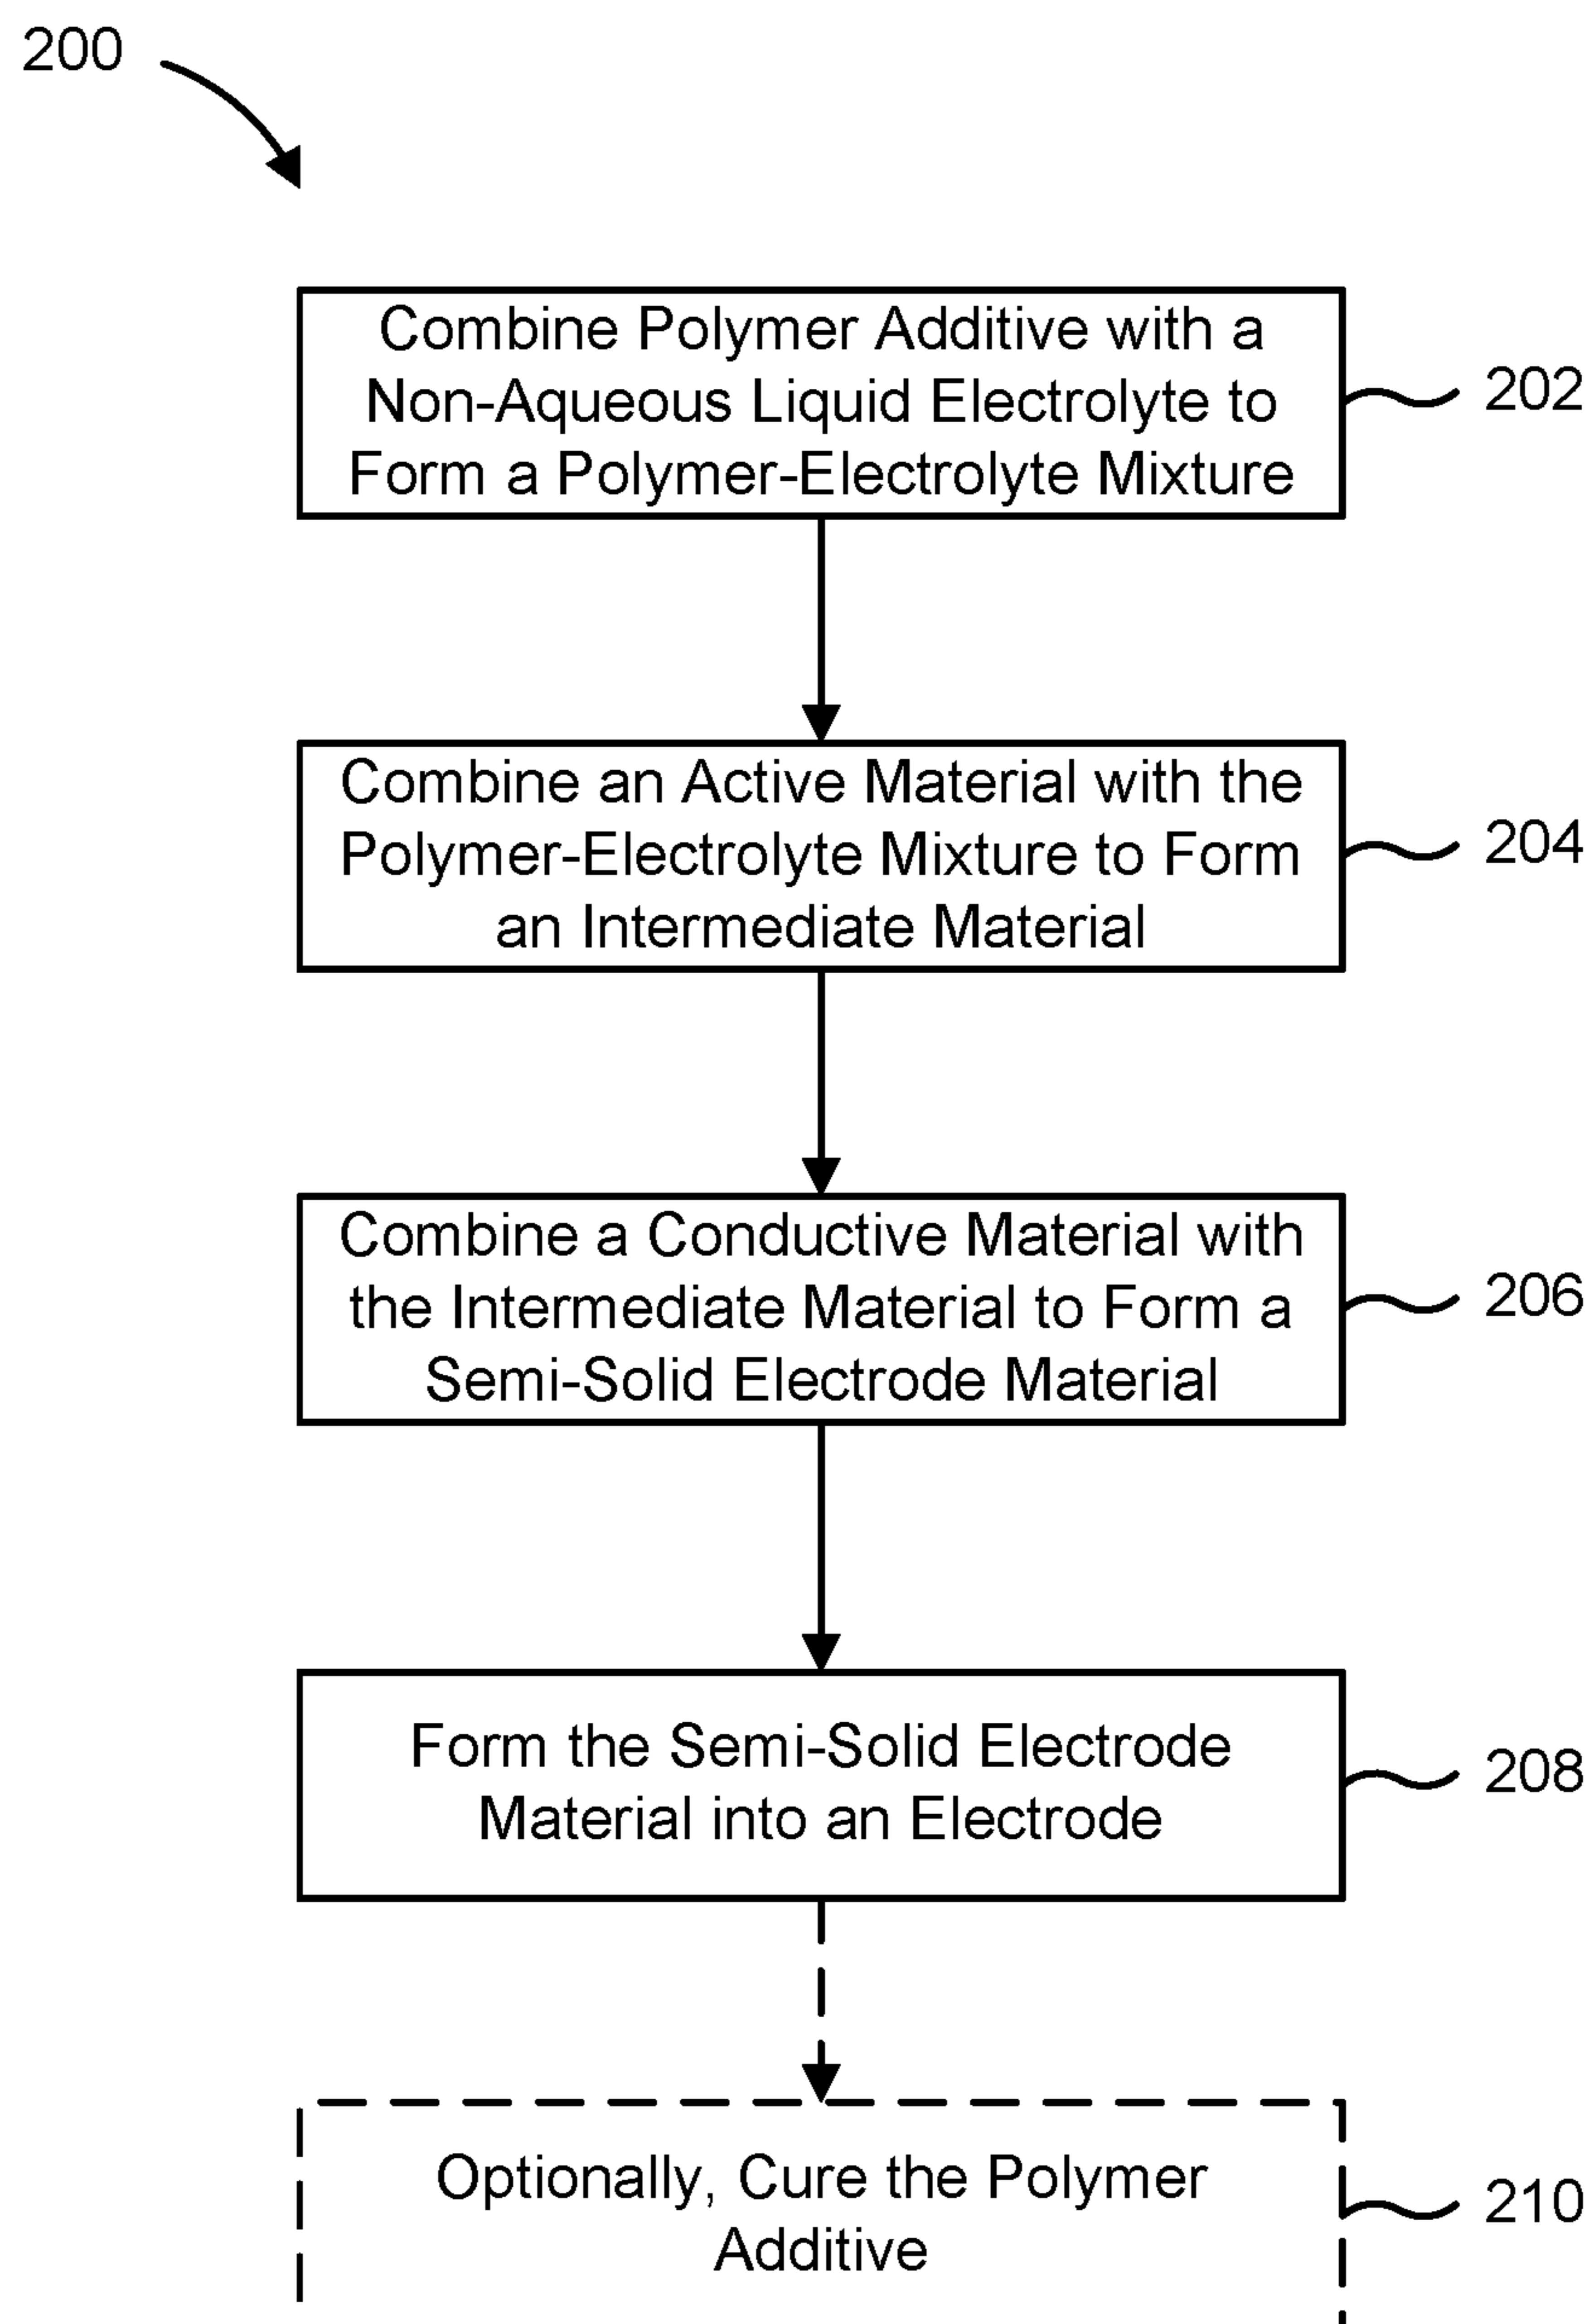 200
Combine Polymer Additive with a
Non-Aqueous Liquid Electrolyte to
Form a Polymer-Electrolyte Mixture
202
Combine an Active Material with the
Polymer-Electrolyte Mixture to Form
an Intermediate Material
204
Combine a Conductive Material with
the Intermediate Material to Form a
Semi-Solid Electrode Material
206
Form the Semi-Solid Electrode
Material into an Electrode
208
Optionally, Cure the Polymer
Additive
210